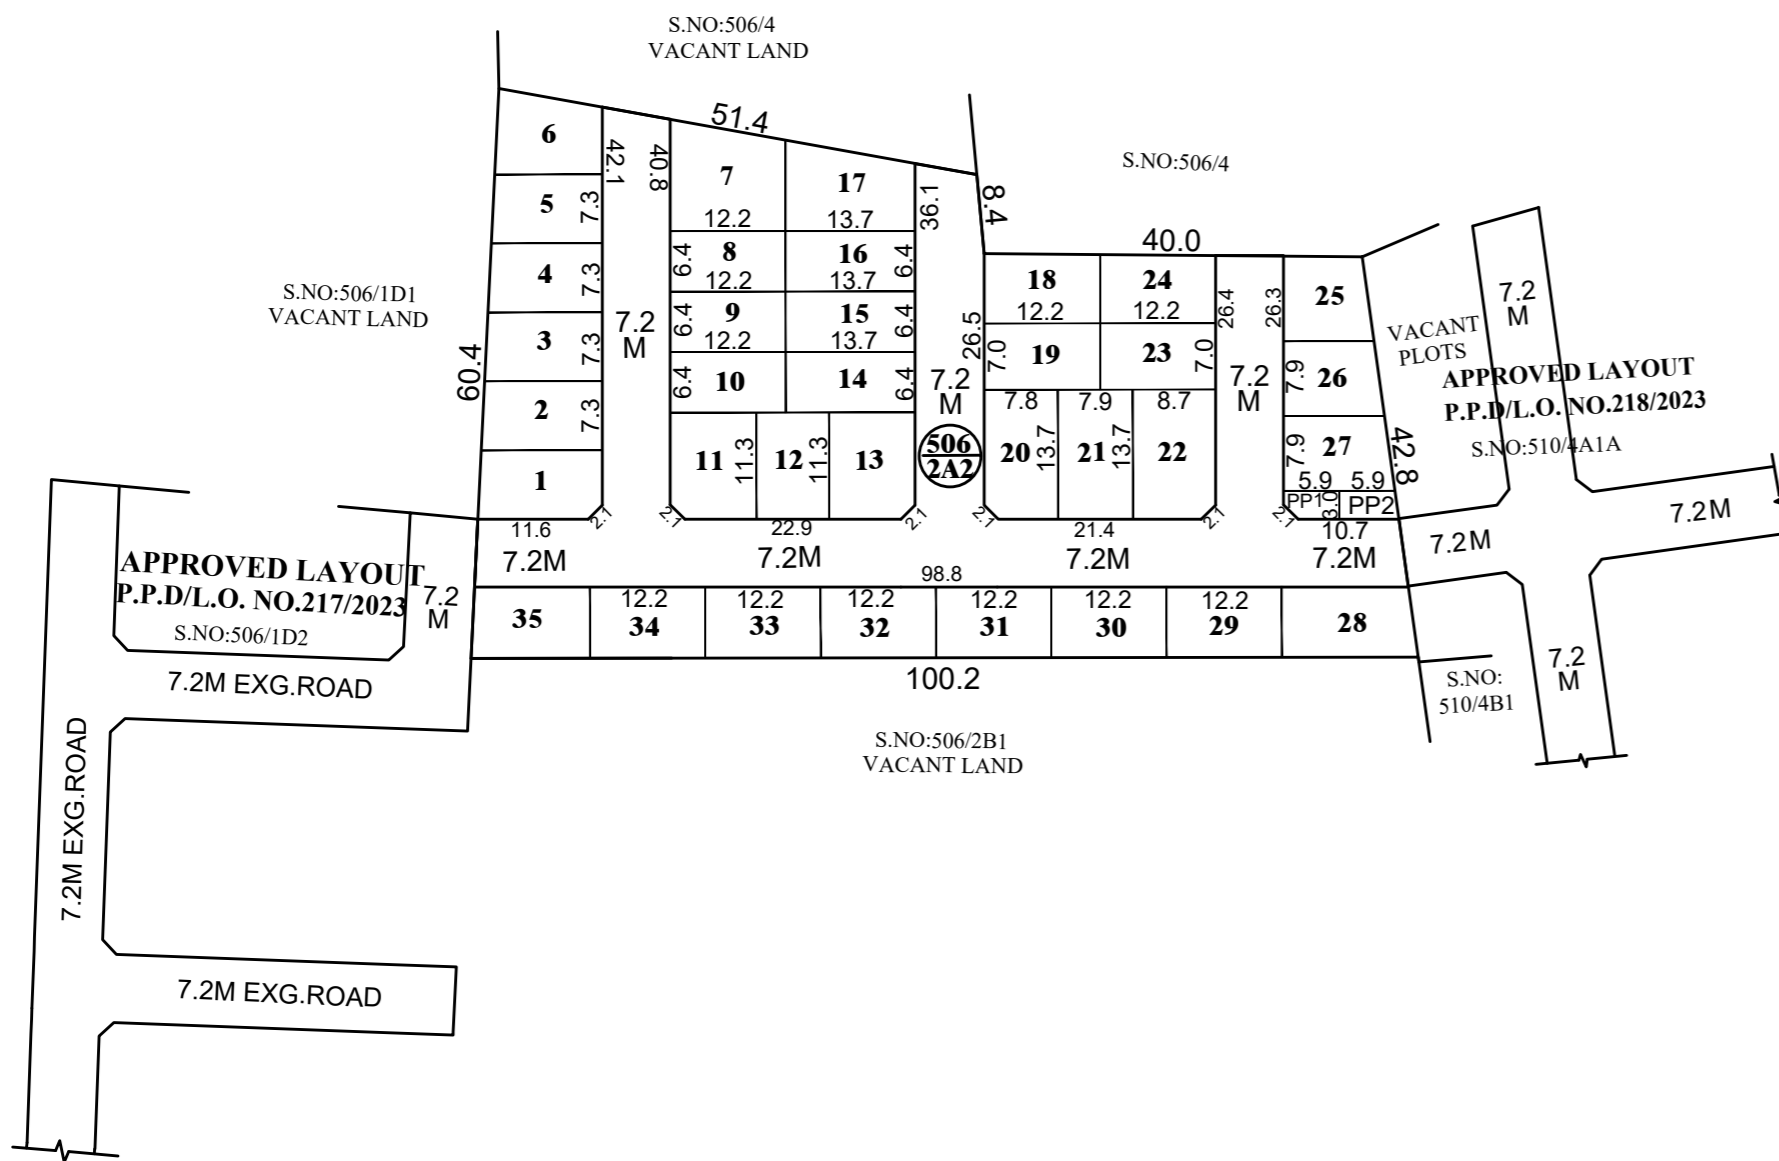 S.NO:506/4
VACANT LAND
51.4
6
42.1
40.8
7
17
12.2
13.7
36.1
8.4
S.NO:506/4
40.0
5
7.3
8
16
6.4
12.2
13.7
6.4
4
7.3
9
15
6.4
12.2
13.7
6.4
S.NO:506/1D1
VACANT LAND
60.4
3
7.3
7.2
M
10
14
6.4
6.4
2
7.3
11
11.3
12
11.3
13
1
26.5
7.2
M
506
2A2
18
24
12.2
12.2
7.0
19
23
7.0
7.8
7.9
8.7
20
13.7
21
13.7
22
26.4
26.3
7.2
M
25
7.9
26
7.9
27
5.9
5.9
PP1
3.0
PP2
42.8
VACANT
PLOTS
7.2
M
APPROVED LAYOUT
P.P.D/L.O. NO.218/2023
S.NO:510/4A1A
7.2M
7.2M
11.6
2.1
2.1
22.9
2.1
2.1
21.4
2.1
2.1
10.7
7.2M
7.2M
7.2M
7.2M
98.8
APPROVED LAYOUT
P.P.D/L.O. NO.217/2023
S.NO:506/1D2
7.2
M
35
12.2
34
12.2
33
12.2
32
12.2
31
12.2
30
12.2
29
28
100.2
7.2
M
S.NO:
510/4B1
7.2M EXG.ROAD
S.NO:506/2B1
VACANT LAND
7.2M EXG.ROAD
7.2M EXG.ROAD